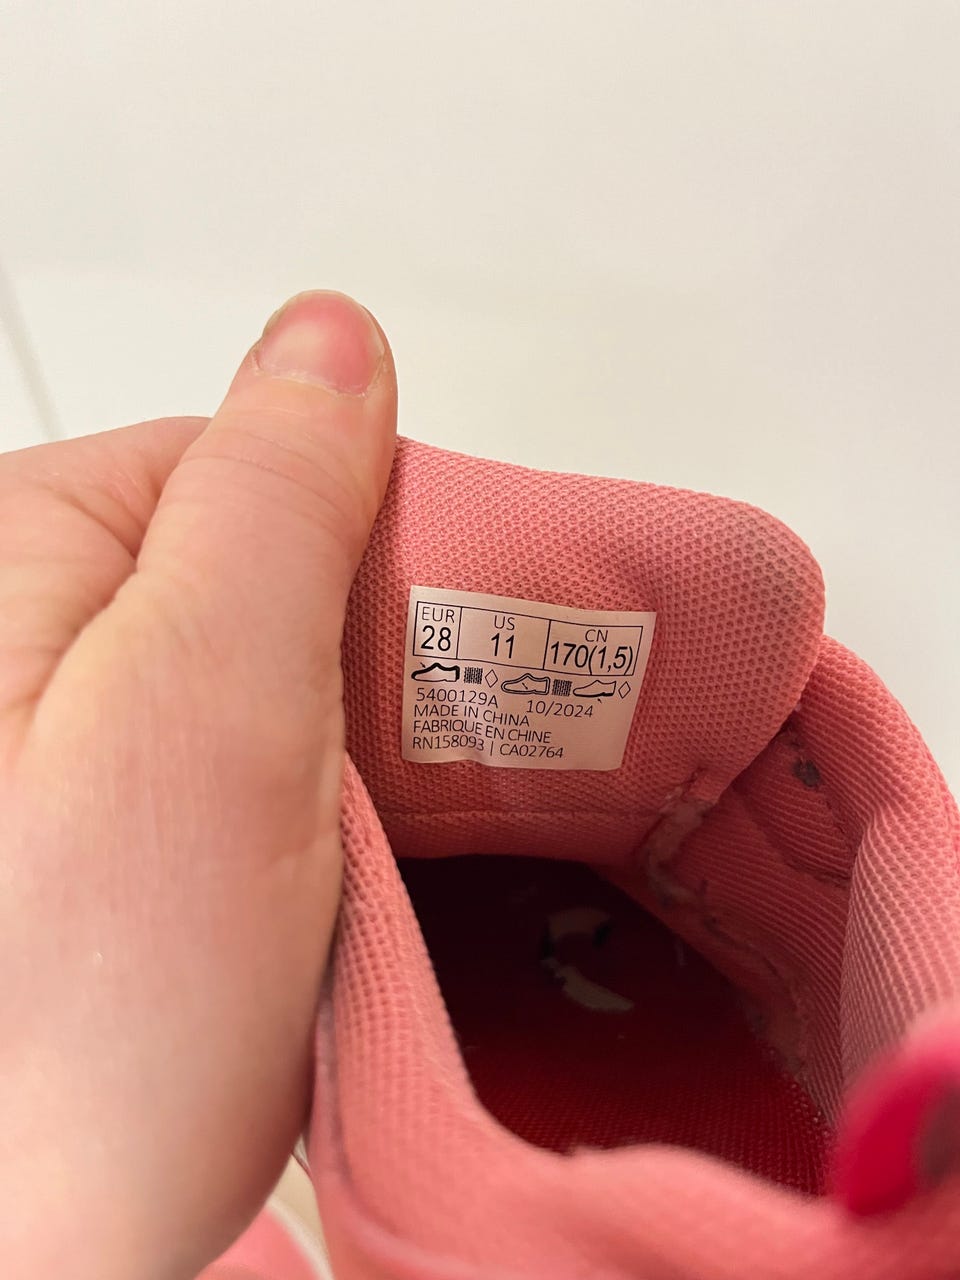 EUR US CN
28 11 170(1,5)
5400129A 10/2024
MADE IN CHINA
FABRIQUE EN CHINE
RN158093 | CA02764